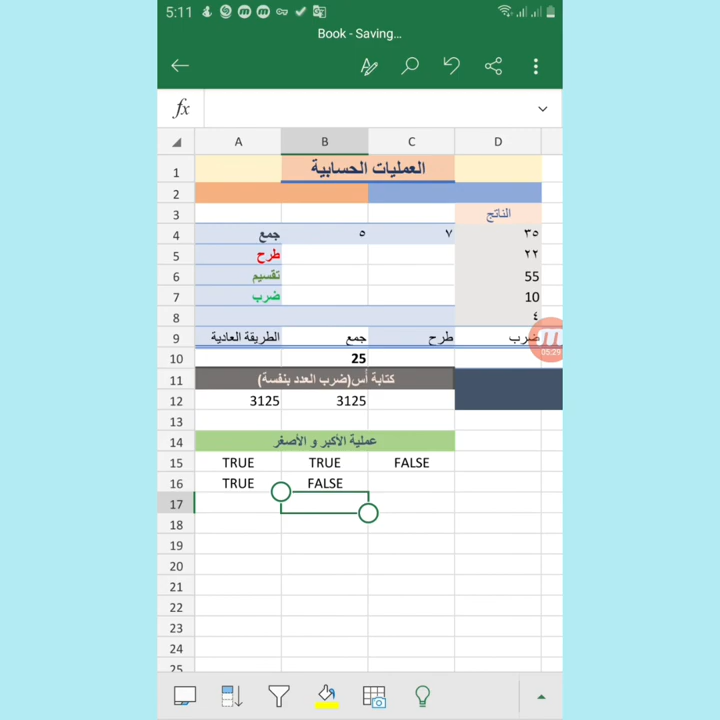 5:11
Book - Saving...
fx
A B C D
1 العمليات الحسابية
2
3 الناتج
4 جمع ٥ ٧ ٣٥
5 طرح ٢٢
6 تقسيم 55
7 ضرب 10
8 ٤
9 الطريقة العادية جمع طرح ضرب
05:29
10 25
11 كتابة أس(ضرب العدد بنفسة)
12 3125 3125
13
14 عملية الأكبر و الأصغر
15 TRUE TRUE FALSE
16 TRUE FALSE
17
18
19
20
21
22
23
24
25